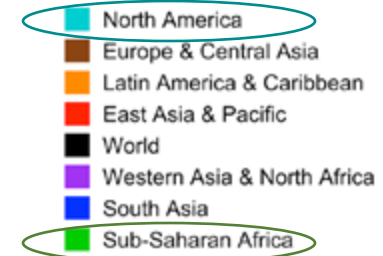 North America
Europe & Central Asia
Latin America & Caribbean
East Asia & Pacific
World
Western Asia & North Africa
South Asia
Sub-Saharan Africa